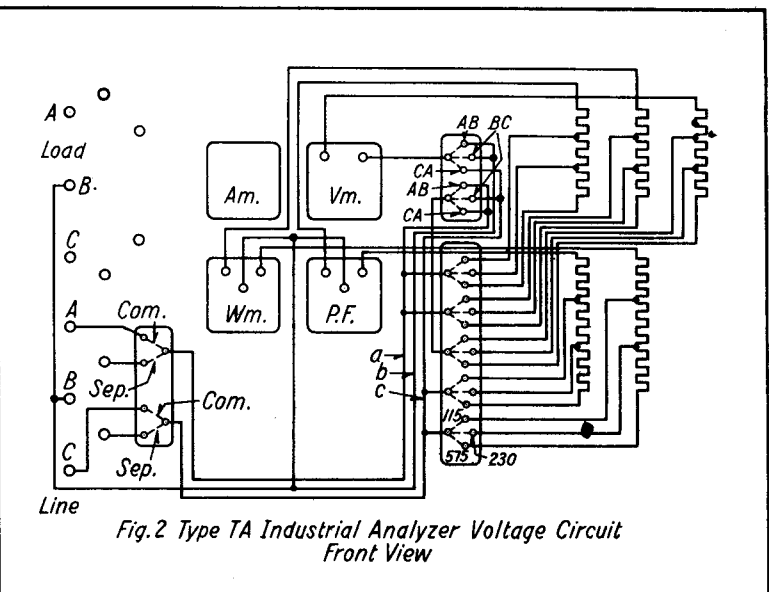 A
Load
B.
C
Am.
Vm.
AB BC
CA
AB
CA
Wm.
P.F.
A
Com.
B
Sep.
Com.
C
Sep.
Line
a
b
c
115
575
230
Fig.2 Type TA Industrial Analyzer Voltage Circuit
Front View